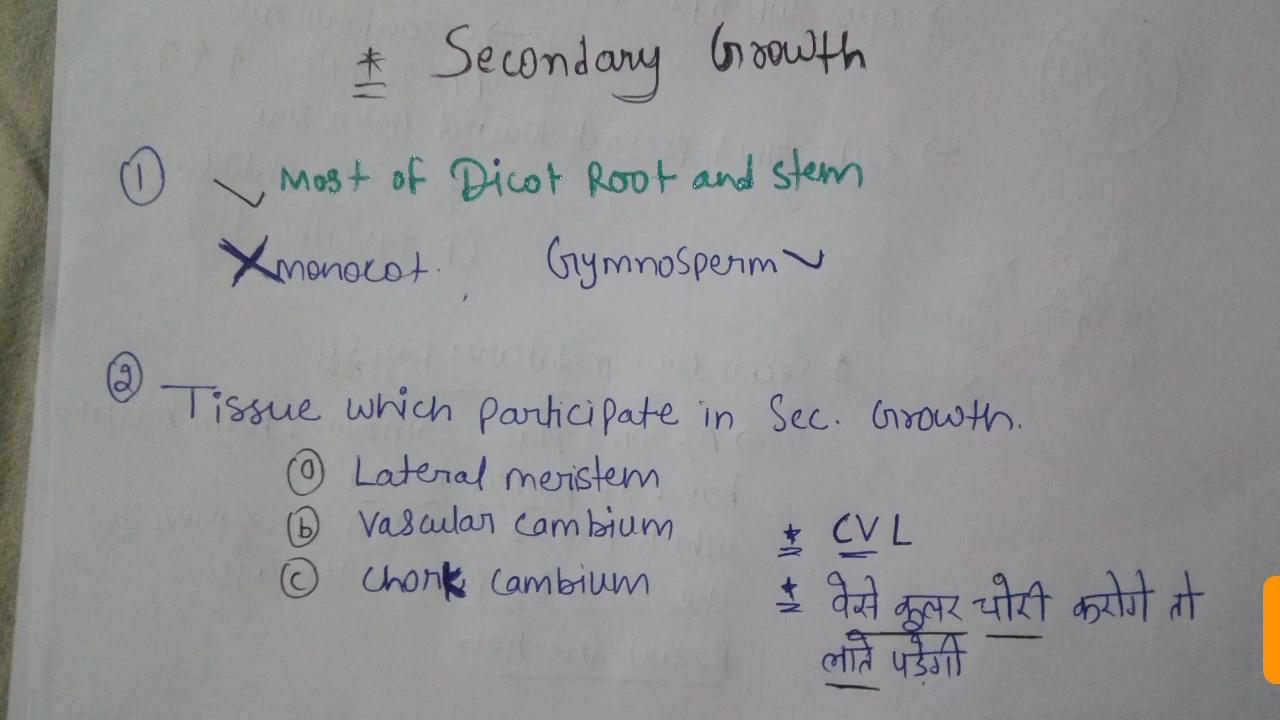 * Secondary Growth
① ✓ Most of Dicot Root and stem
X monocot. Gymnosperm ✓
② Tissue which participate in Sec. Growth.
ⓐ Lateral meristem
ⓑ Vascular cambium
* CVL
ⓒ Chork cambium
* वेसे कूलर चोरी करोगे तो
लाते पड़ेगी